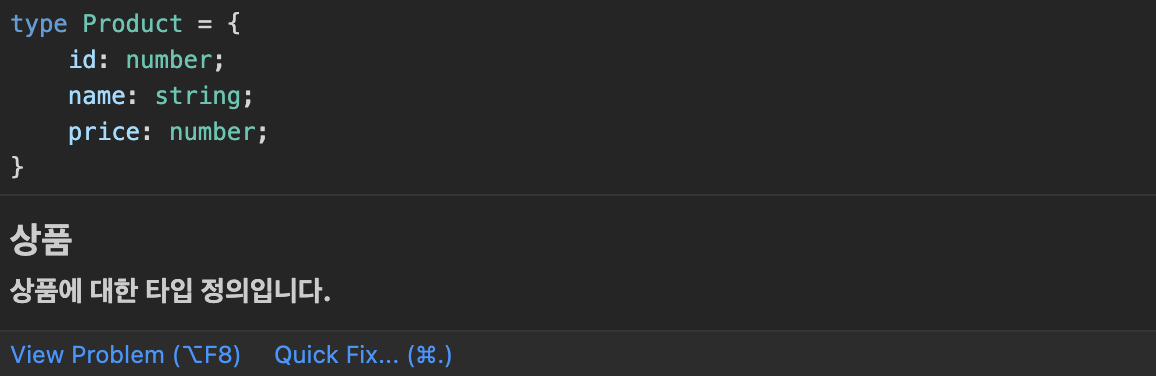 type Product = {
    id: number;
    name: string;
    price: number;
}
상품
상품에 대한 타입 정의입니다.
View Problem (⌥F8) Quick Fix... (⌘.)